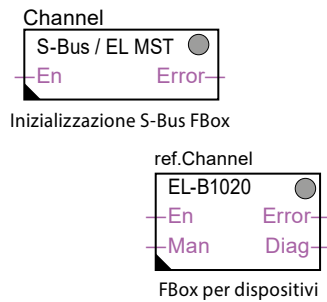 Channel
S-Bus / EL MST
En Error
Inizializzazione S-Bus FBox
ref.Channel
EL-B1020
En Error
Man Diag
FBox per dispositivi